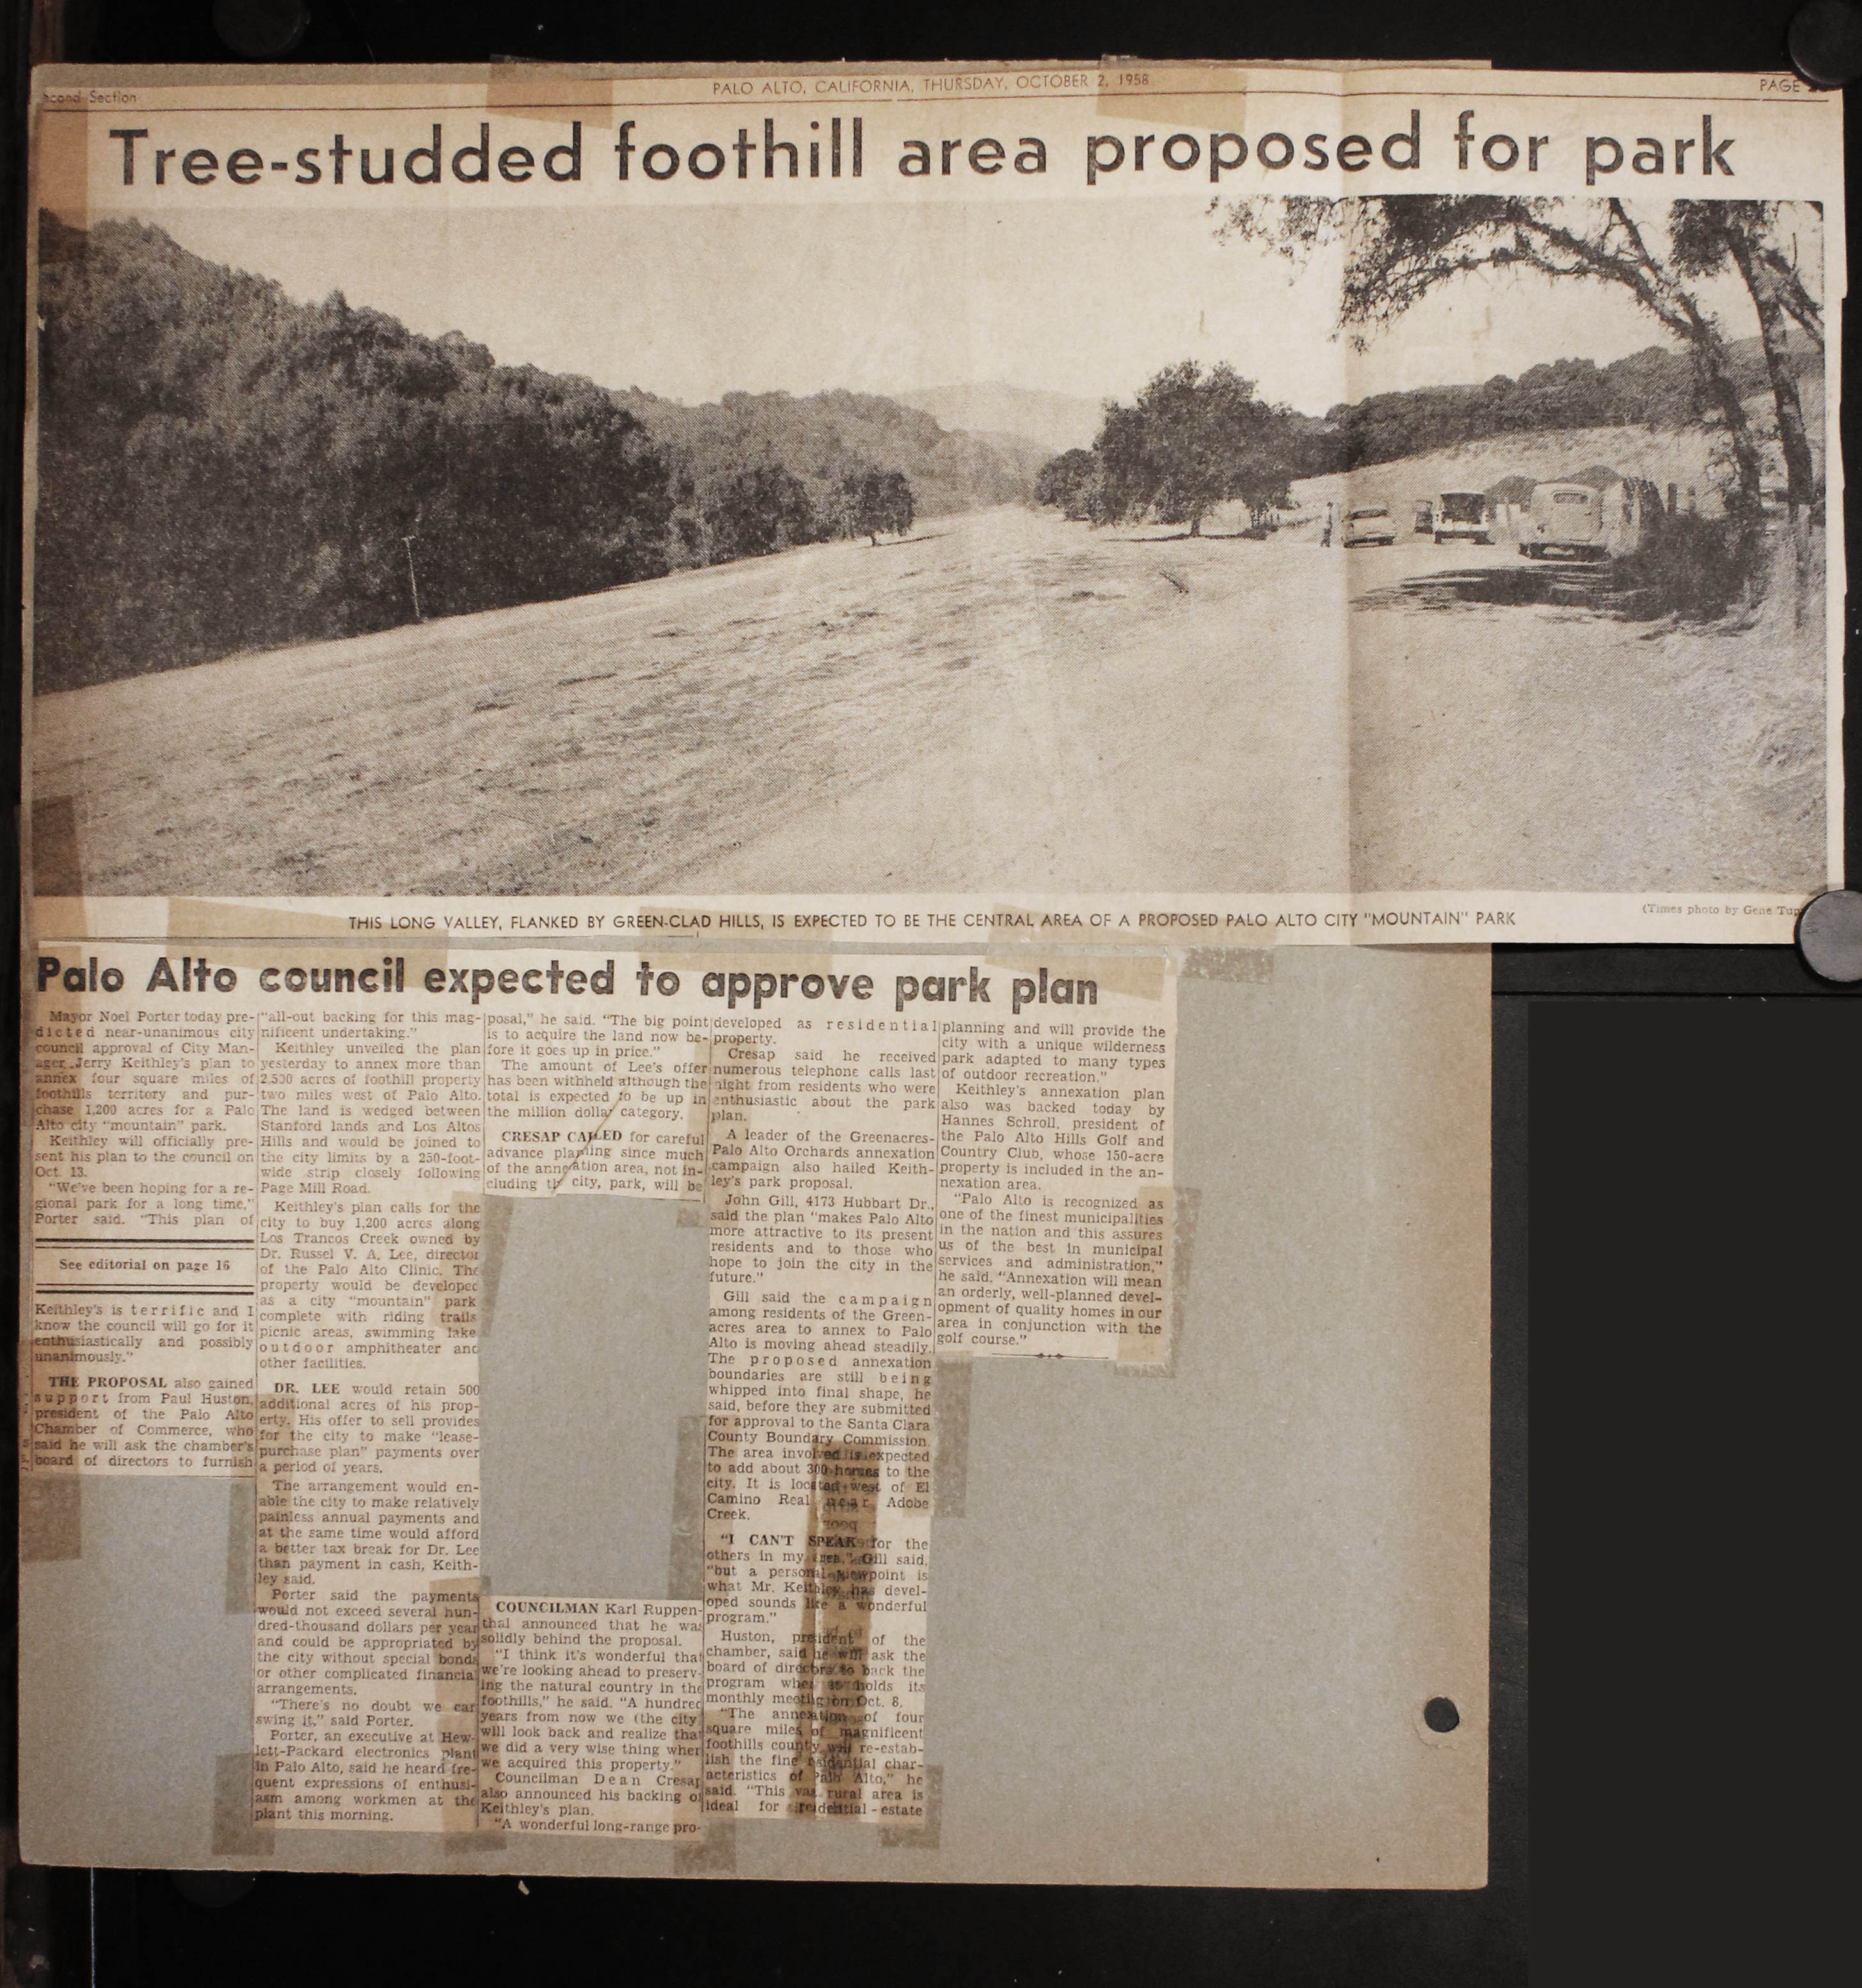 Second Section
PALO ALTO, CALIFORNIA, THURSDAY, OCTOBER 2, 1958
PAGE
Tree-studded foothill area proposed for park
(Times photo by Gene
THIS LONG VALLEY, FLANKED BY GREEN-CLAD HILLS, IS EXPECTED TO BE THE CENTRAL AREA OF A PROPOSED PALO ALTO CITY "MOUNTAIN" PARK
Palo Alto council expected to approve park plan
Mayor Noel Porter today pre-
dicted near-unanimous city
council approval of City Man-
ager Jerry Keithley's plan to
annex four square miles of
foothills territory and pur-
chase 1,200 acres for a Palo
Alto city "mountain" park.
Keithley will officially pre-
sent his plan to the council on
Oct. 13.
"We've been hoping for a re-
gional park for a long time,"
Porter said. "This plan of
See editorial on page 16
Keithley's is terrific and I
know the council will go for it
enthusiastically and possibly
unanimously."
THE PROPOSAL also gained
support from Paul Huston,
president of the Palo Alto
Chamber of Commerce, who
said he will ask the chamber's
board of directors to furnish
"all-out backing for this mag-
nificent undertaking."
Keithley unveiled the plan
yesterday to annex more than
2,500 acres of foothill property
two miles west of Palo Alto.
The land is wedged between
Stanford lands and Los Altos
Hills and would be joined to
the city limits by a 250-foot-
wide strip closely following
Page Mill Road.
Keithley's plan calls for the
city to buy 1,200 acres along
Los Trancos Creek owned by
Dr. Russel V. A. Lee, director
of the Palo Alto Clinic. The
property would be developed
as a city "mountain" park
complete with riding trails
picnic areas, swimming lake
outdoor amphitheater and
other facilities.
DR. LEE would retain 500
additional acres of his prop-
erty. His offer to sell provides
for the city to make "lease-
purchase plan" payments over
a period of years.
The arrangement would en-
able the city to make relatively
painless annual payments and
at the same time would afford
a better tax break for Dr. Lee
than payment in cash, Keith-
ley said.
Porter said the payments
would not exceed several hun-
dred-thousand dollars per year
and could be appropriated by
the city without special bonds
or other complicated financial
arrangements.
"There's no doubt we can
swing it," said Porter.
Porter, an executive at Hew-
lett-Packard electronics plant
in Palo Alto, said he heard fre-
quent expressions of enthusi-
asm among workmen at the
plant this morning.
posal," he said. "The big point
is to acquire the land now be-
fore it goes up in price."
The amount of Lee's offer
has been withheld although the
total is expected to be up in
the million dollar category.
CRESAP CALLED for careful
advance planning since much
of the annexation area, not in-
cluding the city, park, will be
COUNCILMAN Karl Ruppen-
thal announced that he was
solidly behind the proposal.
"I think it's wonderful that
we're looking ahead to preserv-
ing the natural country in the
foothills," he said. "A hundred
years from now we (the city)
will look back and realize that
we did a very wise thing when
we acquired this property."
Councilman Dean Cresap
also announced his backing of
Keithley's plan.
"A wonderful long-range pro-
developed as residential
property.
Cresap said he received
numerous telephone calls last
night from residents who were
enthusiastic about the park
plan.
A leader of the Greenacres-
Palo Alto Orchards annexation
campaign also hailed Keith-
ley's park proposal.
John Gill, 4173 Hubbart Dr.,
said the plan "makes Palo Alto
more attractive to its present
residents and to those who
hope to join the city in the
future."
Gill said the campaign
among residents of the Green-
acres area to annex to Palo
Alto is moving ahead steadily.
The proposed annexation
boundaries are still being
whipped into final shape, he
said, before they are submitted
for approval to the Santa Clara
County Boundary Commission.
The area involved is expected
to add about 300 homes to the
city. It is located west of El
Camino Real near Adobe
Creek.
"I CAN'T SPEAK for the
others in my area," Gill said,
"but a personal viewpoint is
what Mr. Keithley has devel-
oped sounds like a wonderful
program."
Huston, president of the
chamber, said he will ask the
board of directors to back the
program when it holds its
monthly meeting on Oct. 8.
"The annexation of four
square miles of magnificent
foothills county will re-estab-
lish the fine residential char-
acteristics of Palo Alto," he
said. "This vast rural area is
ideal for residential-estate
planning and will provide the
city with a unique wilderness
park adapted to many types
of outdoor recreation."
Keithley's annexation plan
also was backed today by
Hannes Schroll, president of
the Palo Alto Hills Golf and
Country Club, whose 150-acre
property is included in the an-
nexation area.
"Palo Alto is recognized as
one of the finest municipalities
in the nation and this assures
us of the best in municipal
services and administration,"
he said. "Annexation will mean
an orderly, well-planned devel-
opment of quality homes in our
area in conjunction with the
golf course."